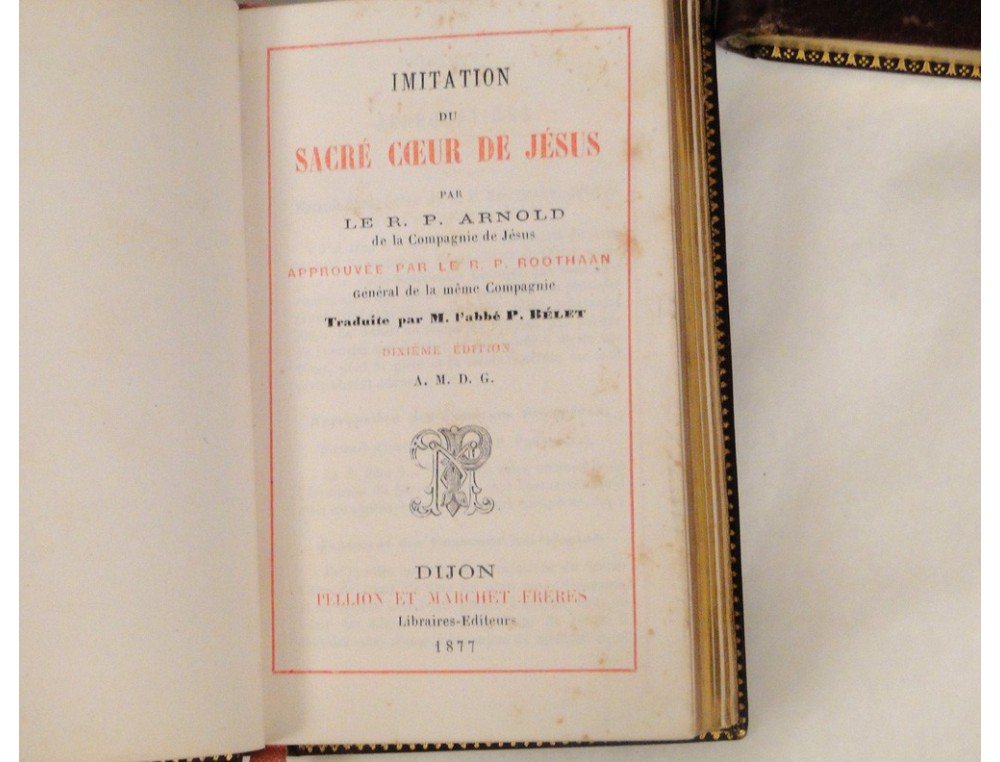 IMITATION
DU
SACRÉ CŒUR DE JÉSUS
PAR
LE R. P. ARNOLD
de la Compagnie de Jésus
APPROUVÉE PAR LE R. P. ROOTHAAN
Général de la même Compagnie
Traduite par M. l'abbé P. BÉLET
DIXIÈME ÉDITION
A. M. D. G.
DIJON
PELLION ET MARCHET FRÈRES
Libraires-Editeurs
1877